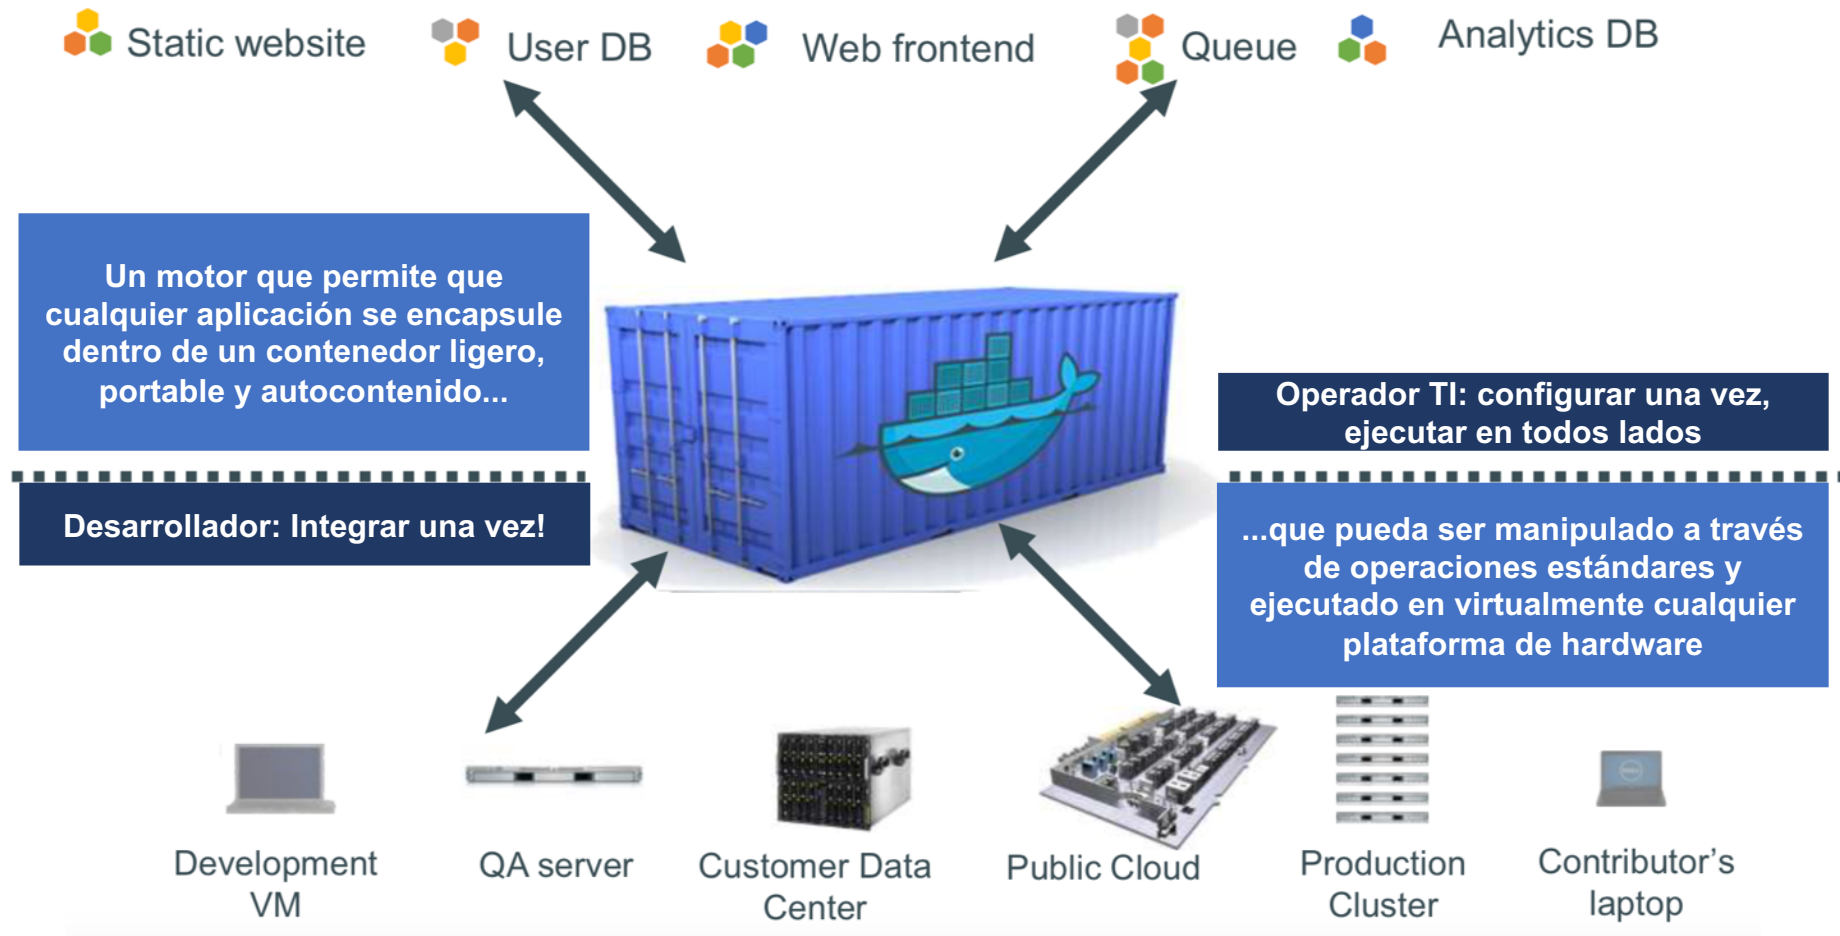 Static website
User DB
Web frontend
Queue
Analytics DB
Un motor que permite que
cualquier aplicación se encapsule
dentro de un contenedor ligero,
portable y autocontenido...
Operador TI: configurar una vez,
ejecutar en todos lados
Desarrollador: Integrar una vez!
...que pueda ser manipulado a través
de operaciones estándares y
ejecutado en virtualmente cualquier
plataforma de hardware
Development
VM
QA server
Customer Data
Center
Public Cloud
Production
Cluster
Contributor's
laptop